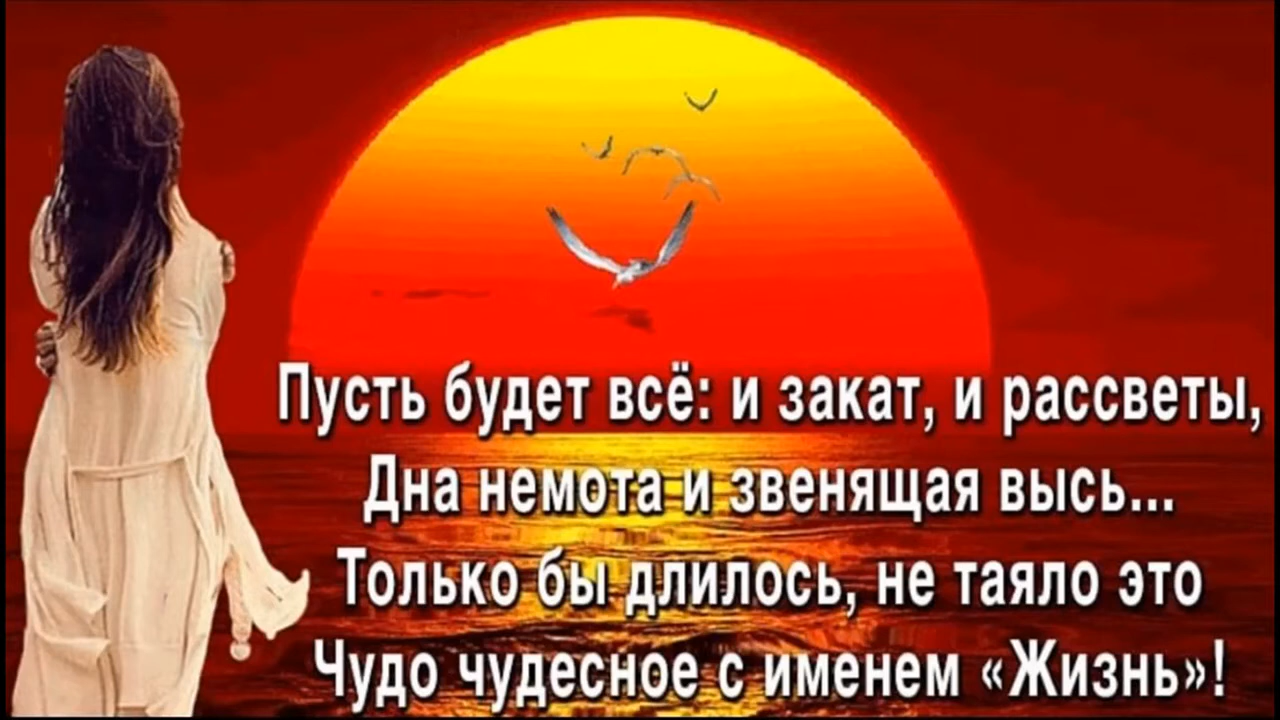 Пусть будет всё: и закат, и рассветы,
Дна немота и звенящая высь...
Только бы длилось, не таяло это
Чудо чудесное с именем «Жизнь»!